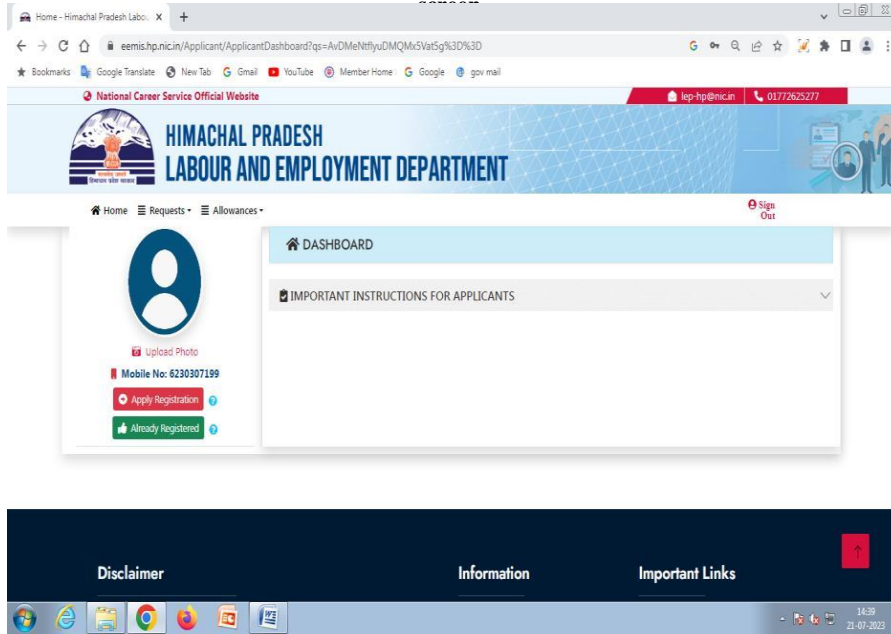 screen
Home - Himachal Pradesh Labou
eemis.hp.nic.in/Applicant/ApplicantDashboard?qs=AvDMeNtflyuDMQMx5Vat5g%3D%3D
Bookmarks Google Translate New Tab Gmail YouTube Member Home Google gov mail
National Career Service Official Website lep-hp@nic.in 01772625277
HIMACHAL PRADESH
LABOUR AND EMPLOYMENT DEPARTMENT
Home Requests Allowances Sign
Out
DASHBOARD
IMPORTANT INSTRUCTIONS FOR APPLICANTS
Upload Photo
Mobile No: 6230307199
Apply Registration
Already Registered
Disclaimer Information Important Links
14:39
21-07-2023